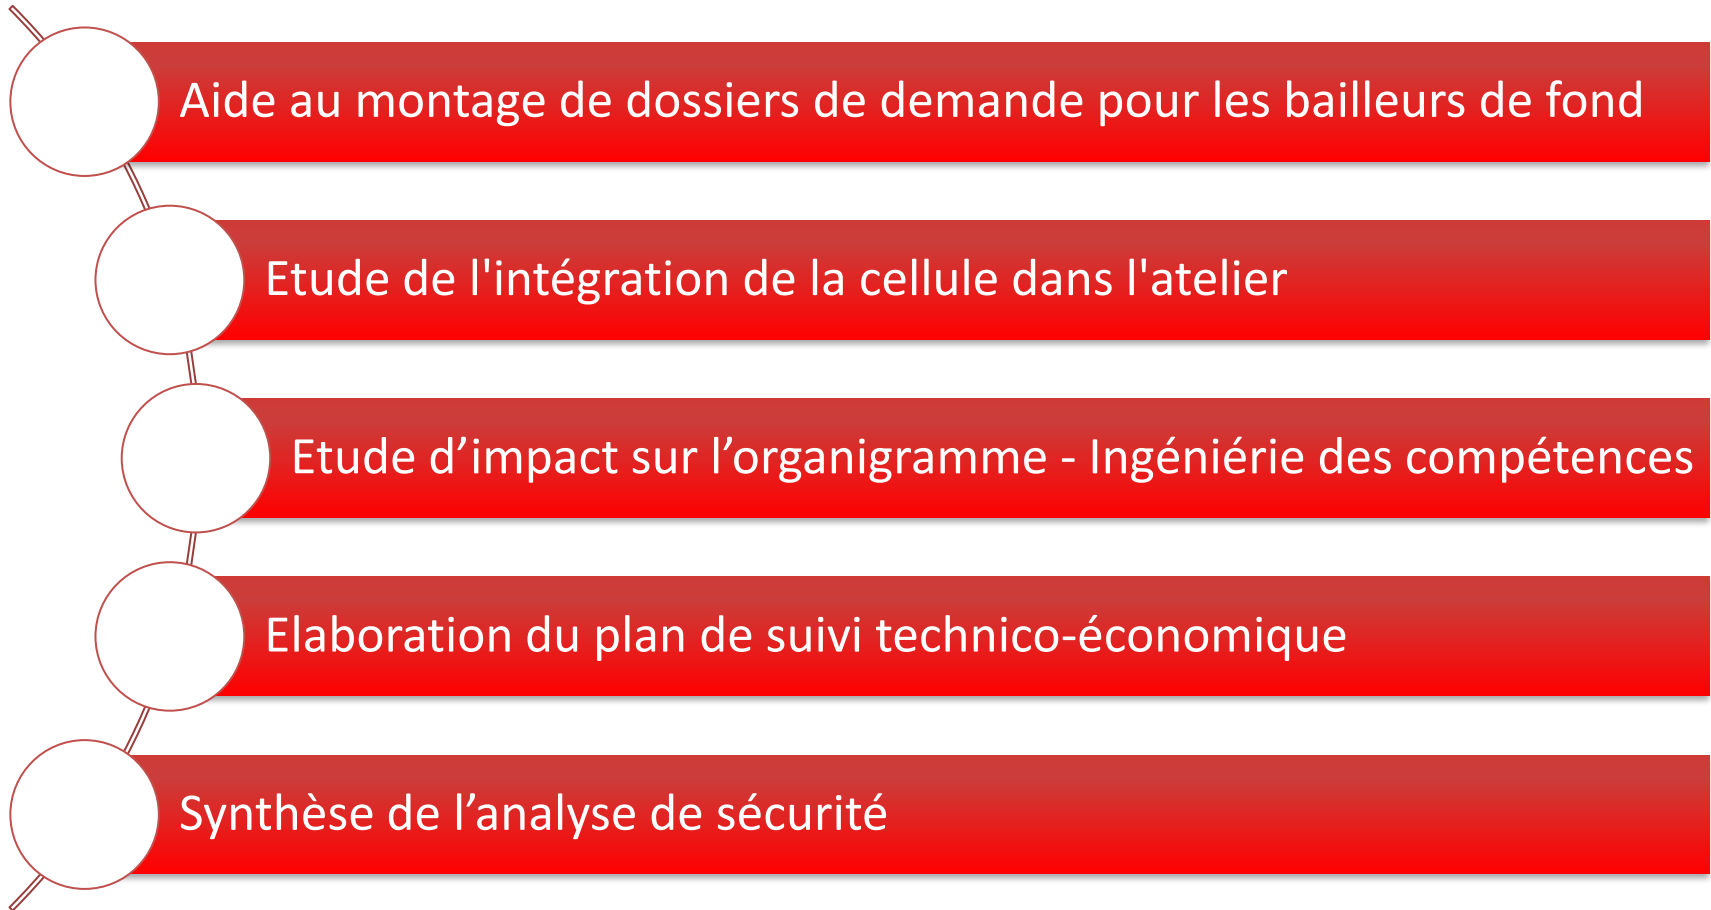 Aide au montage de dossiers de demande pour les bailleurs de fond
Etude de l'intégration de la cellule dans l'atelier
Etude d’impact sur l’organigramme - Ingéniérie des compétences
Elaboration du plan de suivi technico-économique
Synthèse de l’analyse de sécurité